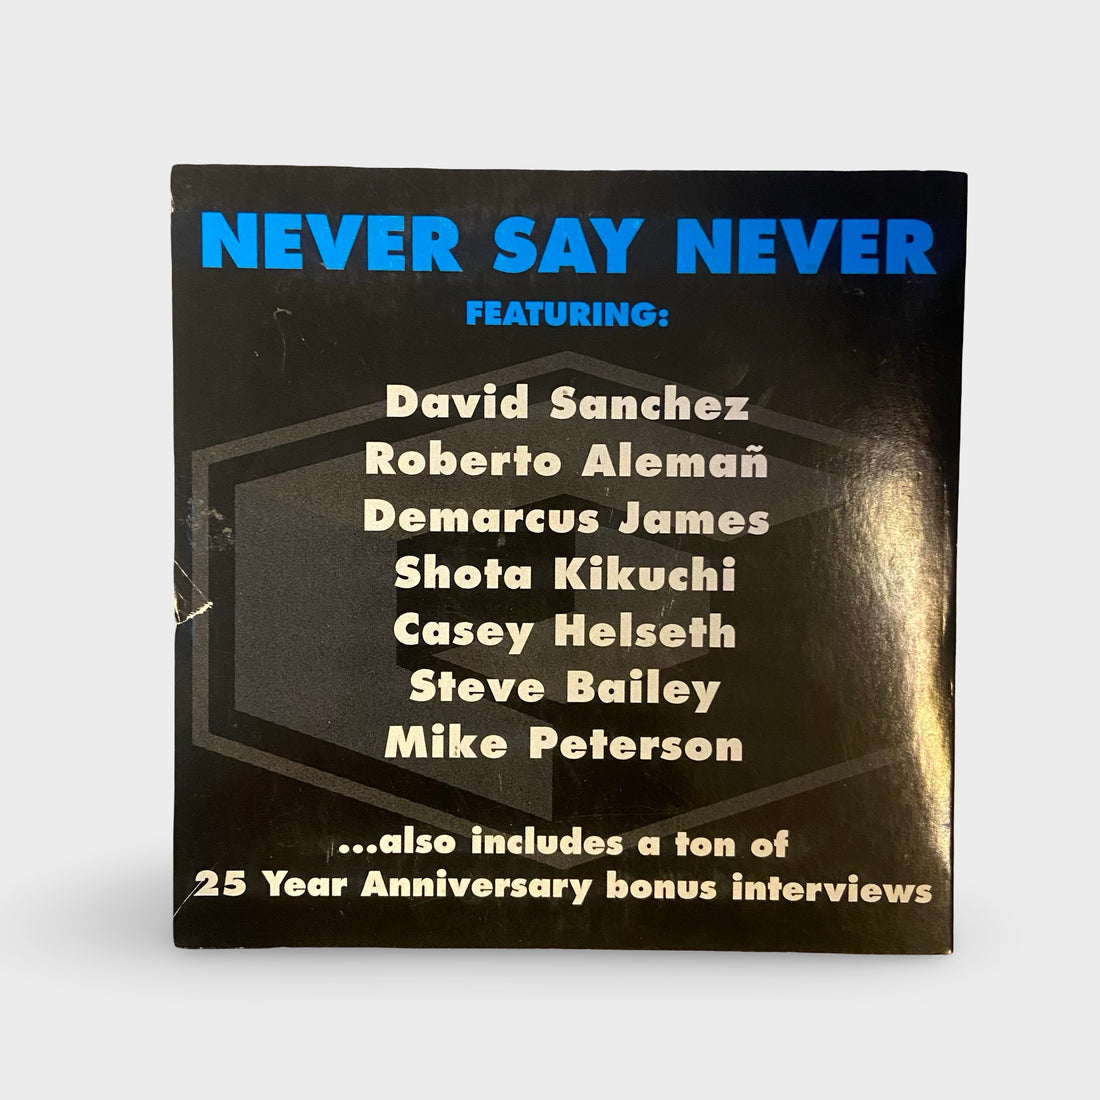 NEVER SAY NEVER
FEATURING:
David Sanchez
Roberto Alemañ
Demarcus James
Shota Kikuchi
Casey Helseth
Steve Bailey
Mike Peterson
...also includes a ton of
25 Year Anniversary bonus interviews